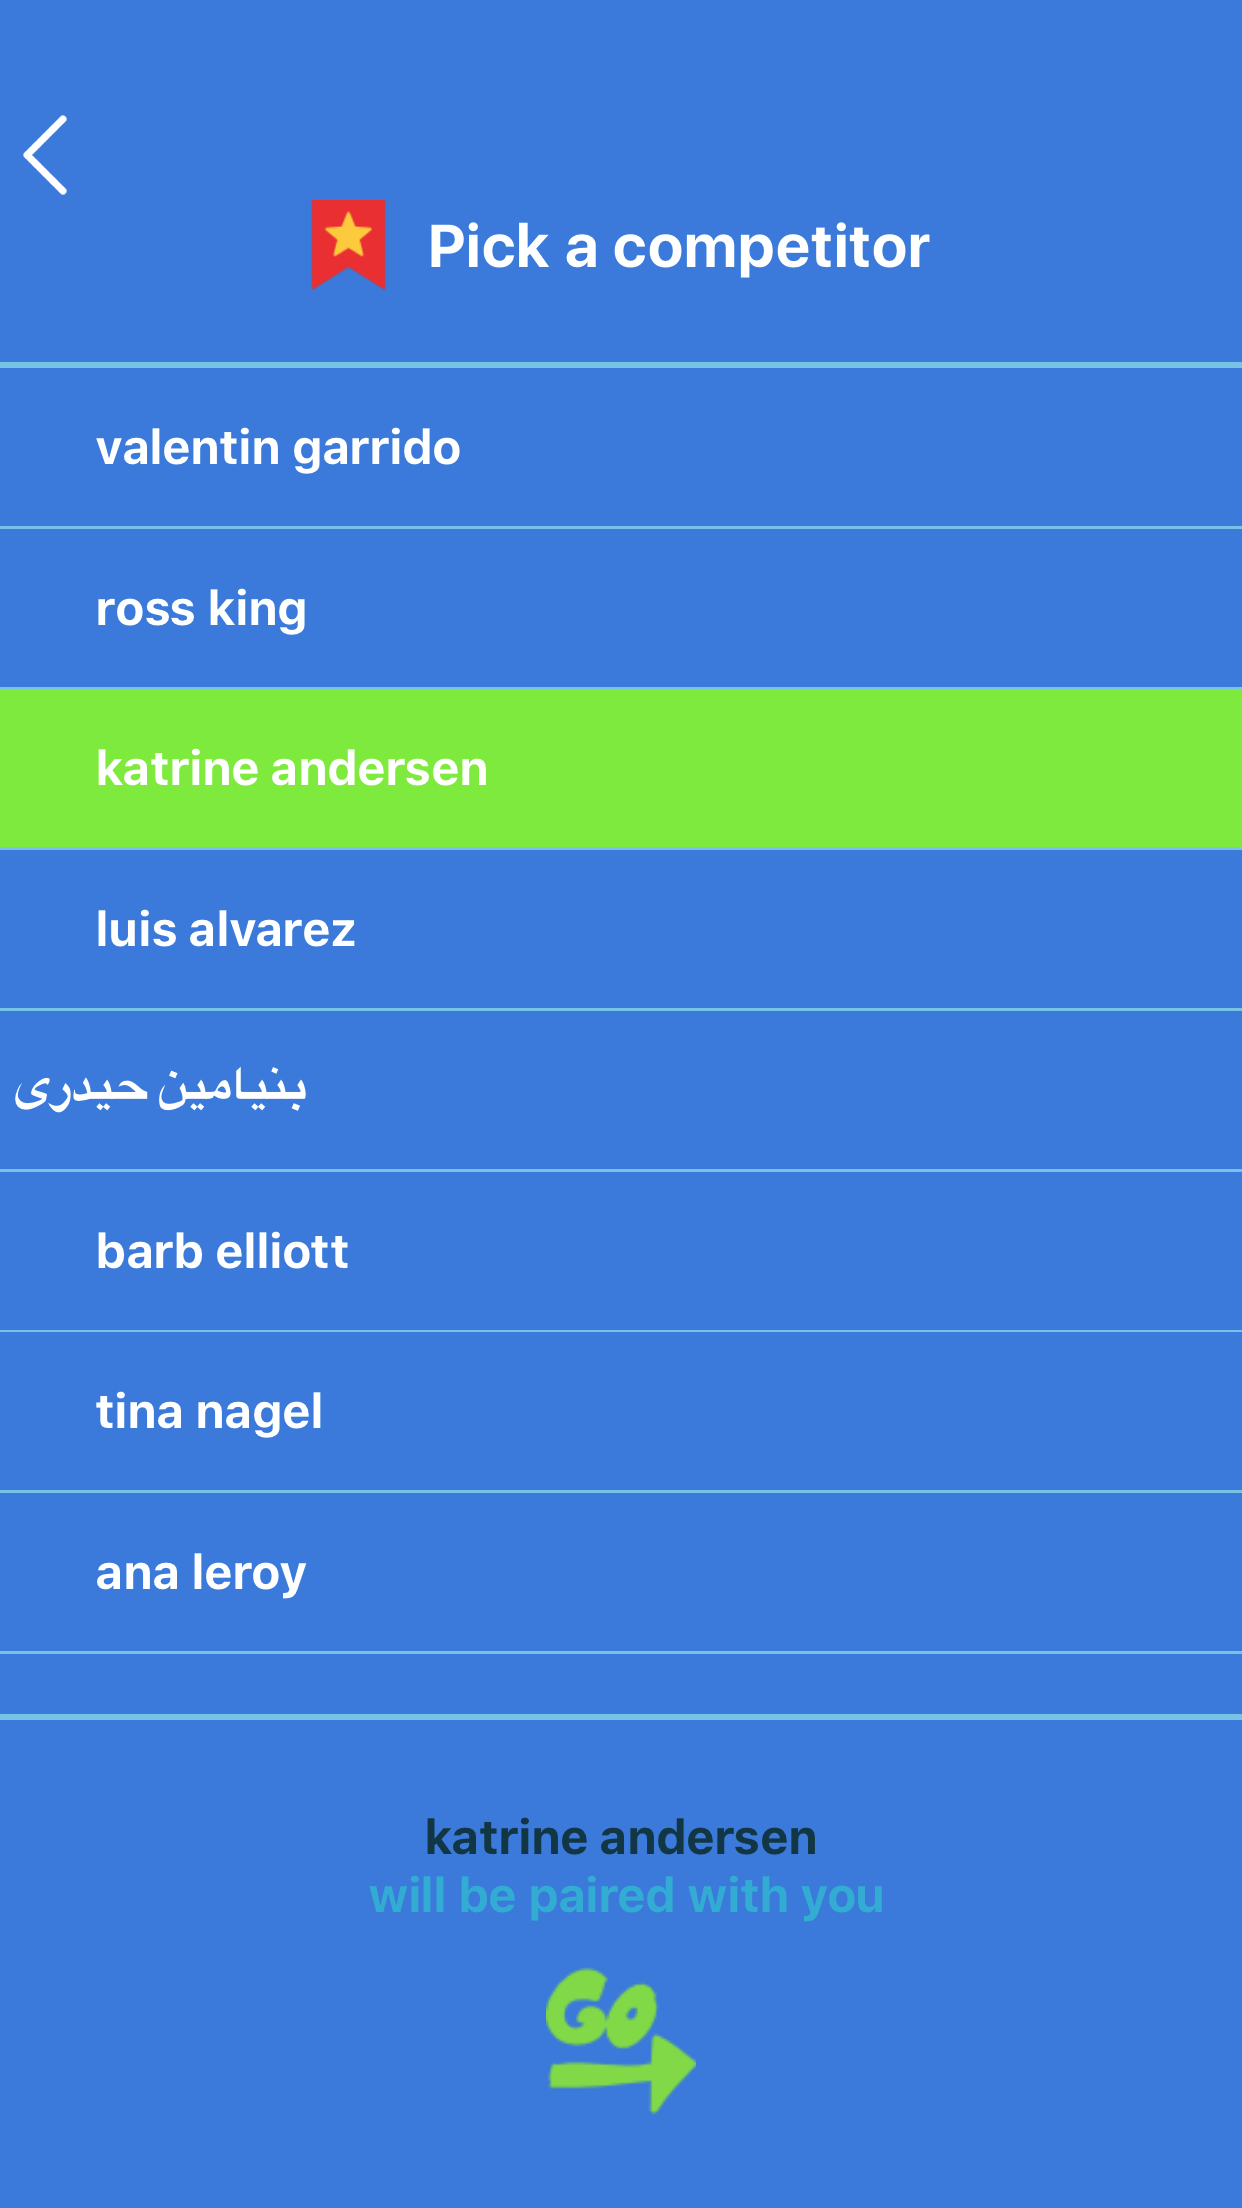 Pick a competitor
valentin garrido
ross king
katrine andersen
luis alvarez
بنیامین حیدری
barb elliott
tina nagel
ana leroy
katrine andersen
will be paired with you
GO